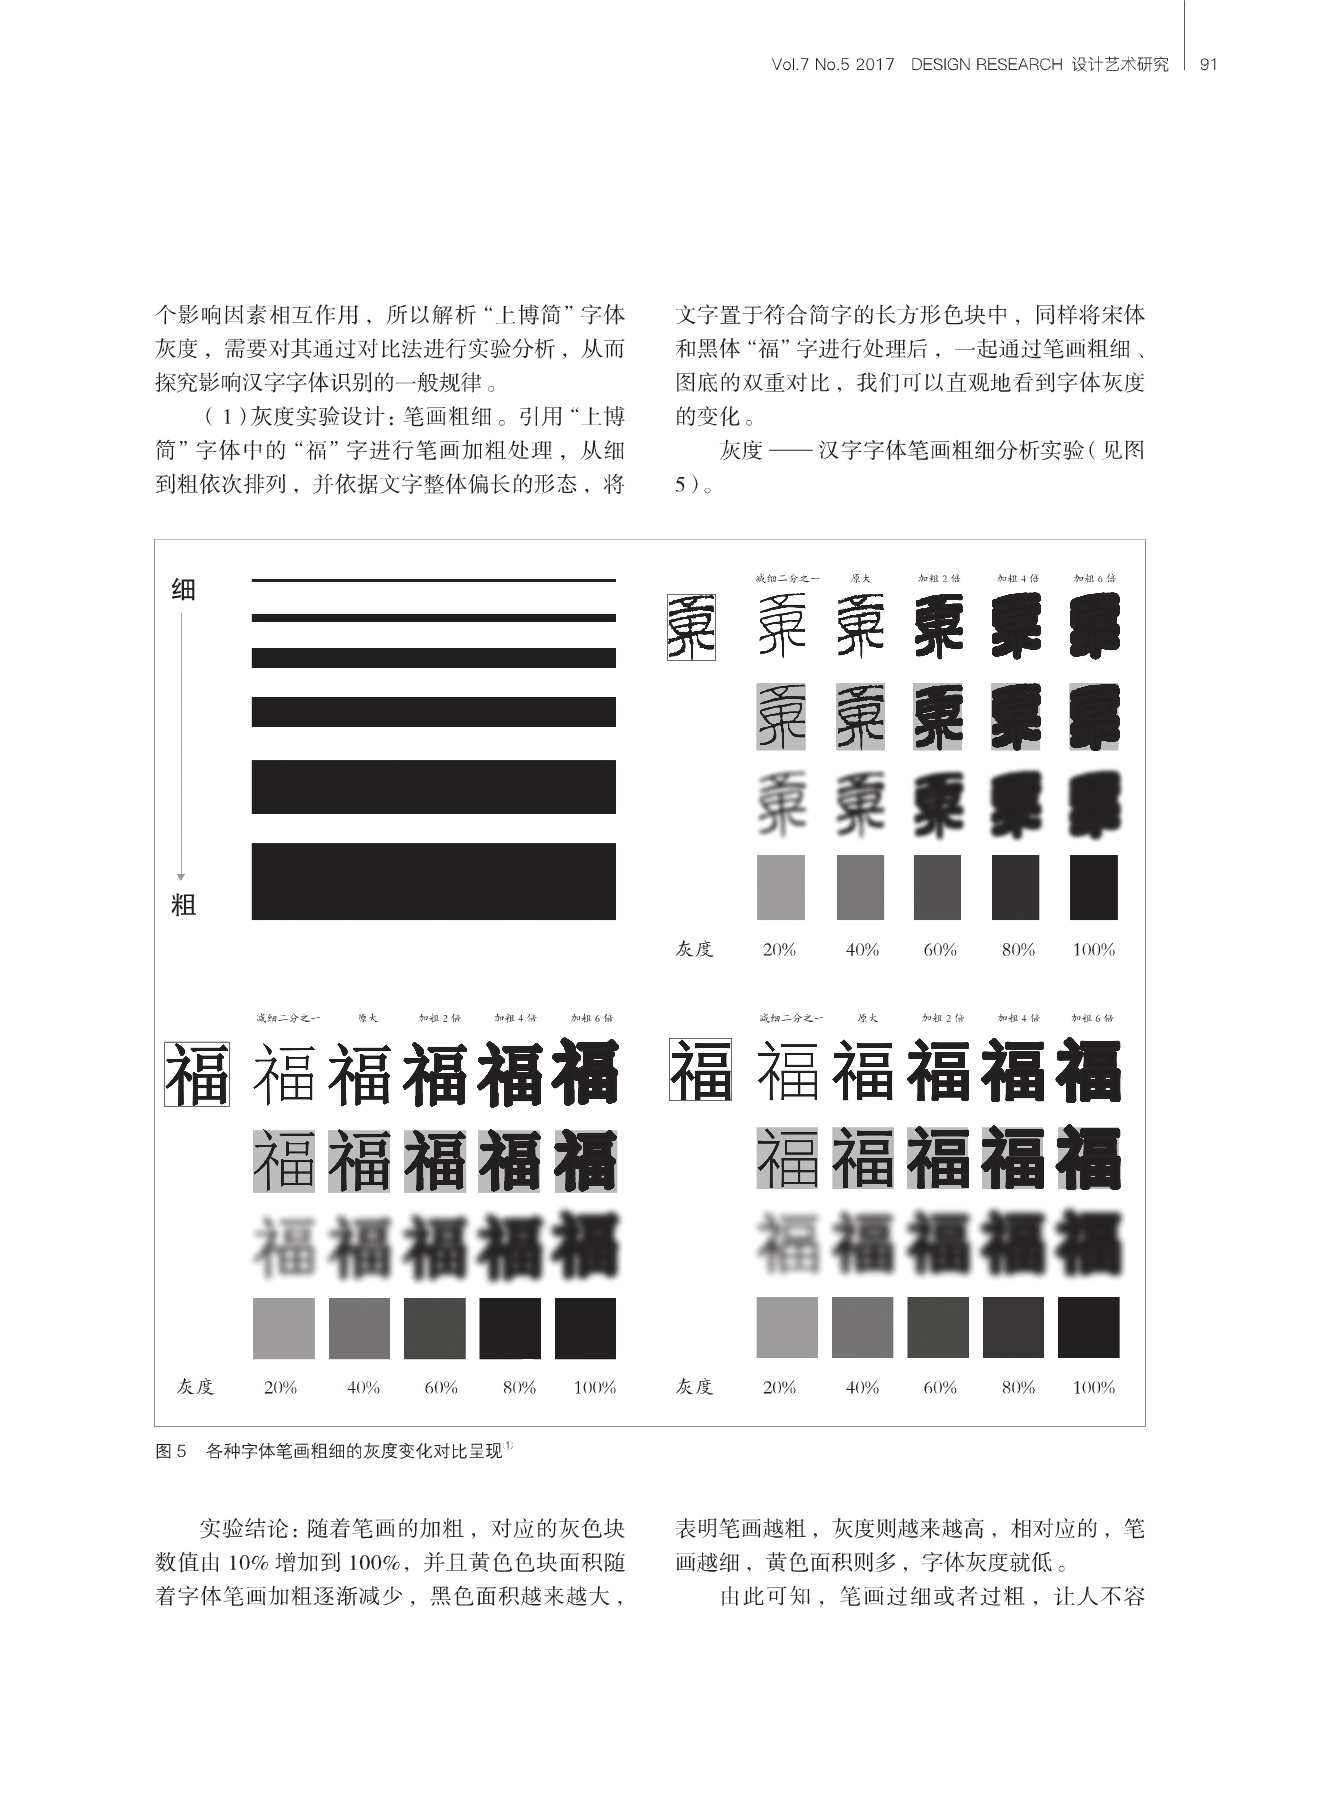 Vol.7 No.5 2017 DESIGN RESEARCH 设计艺术研究 91
个影响因素相互作用，所以解析“上博简”字体
灰度，需要对其通过对比法进行实验分析，从而
探究影响汉字字体识别的一般规律。
（1）灰度实验设计：笔画粗细。引用“上博
简”字体中的“福”字进行笔画加粗处理，从细
到粗依次排列，并依据文字整体偏长的形态，将
文字置于符合简字的长方形色块中，同样将宋体
和黑体“福”字进行处理后，一起通过笔画粗细、
图底的双重对比，我们可以直观地看到字体灰度
的变化。
灰度——汉字字体笔画粗细分析实验（见图
5）。
细
粗
减细二分之一 原大 加粗2倍 加粗4倍 加粗6倍
灰度 20% 40% 60% 80% 100%
减细二分之一 原大 加粗2倍 加粗4倍 加粗6倍
福 福 福 福 福 福
福 福 福 福 福
福 福 福 福 福
灰度 20% 40% 60% 80% 100%
减细二分之一 原大 加粗2倍 加粗4倍 加粗6倍
福 福 福 福 福 福
福 福 福 福 福
福 福 福 福 福
灰度 20% 40% 60% 80% 100%
图5 各种字体笔画粗细的灰度变化对比呈现①
实验结论：随着笔画的加粗，对应的灰色块
数值由10%增加到100%，并且黄色色块面积随
着字体笔画加粗逐渐减少，黑色面积越来越大，
表明笔画越粗，灰度则越来越高，相对应的，笔
画越细，黄色面积则多，字体灰度就低。
由此可知，笔画过细或者过粗，让人不容